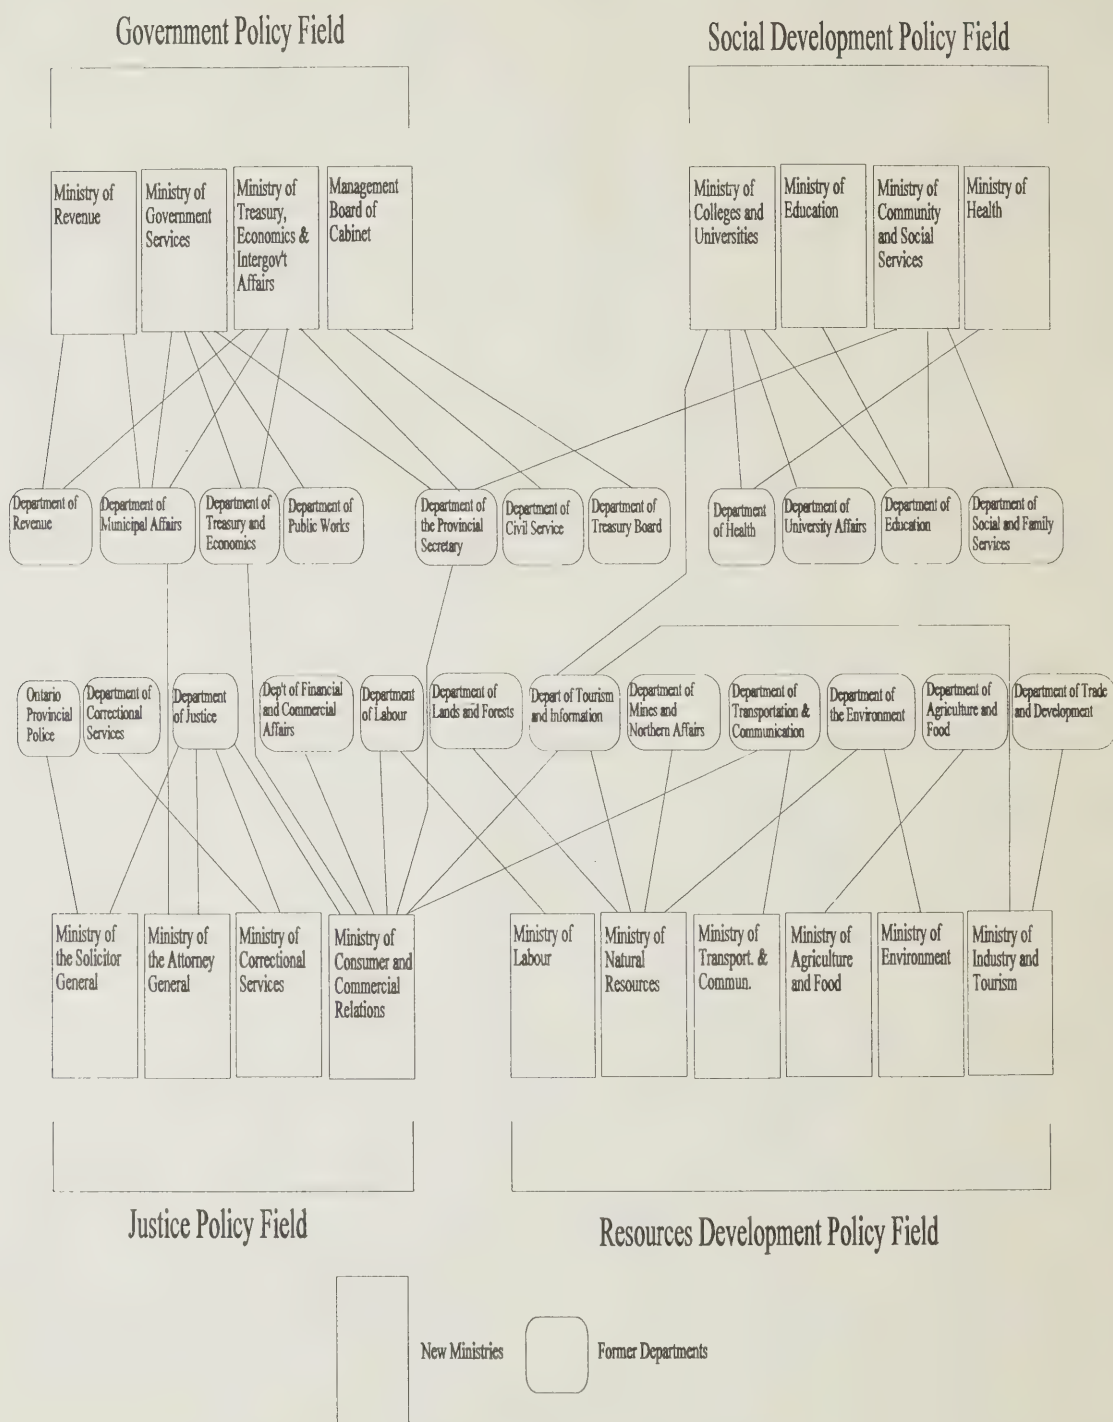 Government Policy Field
Social Development Policy Field
Ministry of
Revenue
Ministry of
Government
Services
Ministry of
Treasury,
Economics &
Intergov't
Affairs
Management
Board of
Cabinet
Ministry of
Colleges and
Universities
Ministry of
Education
Ministry of
Community
and Social
Services
Ministry of
Health
Department of
Revenue
Department of
Municipal Affairs
Department of
Treasury and
Economics
Department of
Public Works
Department of
the Provincial
Secretary
Department of
Civil Service
Department of
Treasury Board
Department
of Health
Department of
University Affairs
Department of
Education
Department of
Social and Family
Services
Ontario
Provincial
Police
Department of
Correctional
Services
Department
of Justice
Dep't of Financial
and Commercial
Affairs
Department
of Labour
Department of
Lands and Forests
Depart of Tourism
and Information
Department of
Mines and
Northern Affairs
Department of
Transportation &
Communication
Department of
the Environment
Department of
Agriculture and
Food
Department of Trade
and Development
Ministry of
the Solicitor
General
Ministry of
the Attorney
General
Ministry of
Correctional
Services
Ministry of
Consumer and
Commercial
Relations
Ministry of
Labour
Ministry of
Natural
Resources
Ministry of
Transport. &
Commun.
Ministry of
Agriculture
and Food
Ministry of
Environment
Ministry of
Industry and
Tourism
Justice Policy Field
Resources Development Policy Field
New Ministries
Former Departments